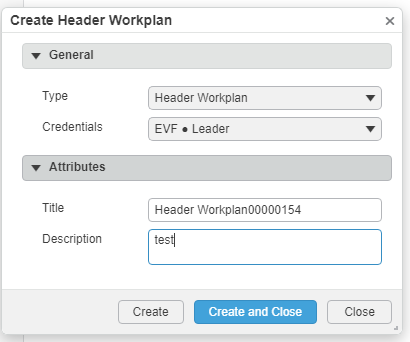 Create Header Workplan
General
Type
Header Workplan
Credentials
EVF ● Leader
Attributes
Title
Header Workplan00000154
Description
test
Create
Create and Close
Close